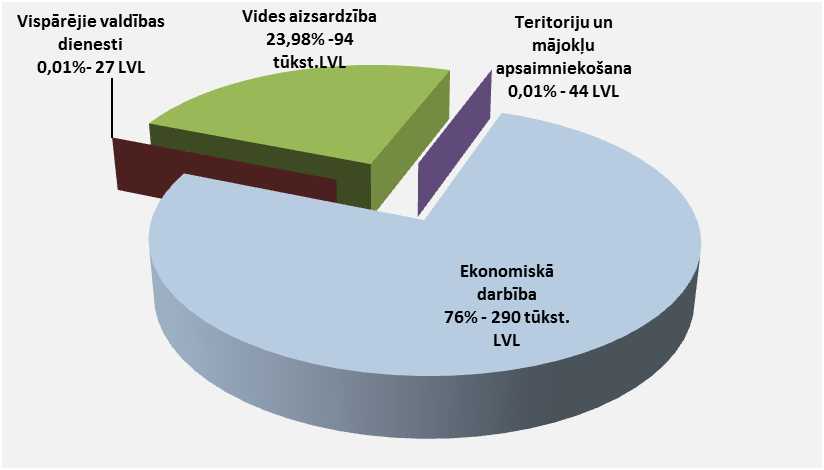 Vispārējie valdības
dienesti
0,01%- 27 LVL
Vides aizsardzība
23,98% -94
tūkst.LVL
Teritoriju un
mājokļu
apsaimniekošana
0,01% - 44 LVL
Ekonomiskā
darbība
76% - 290 tūkst.
LVL